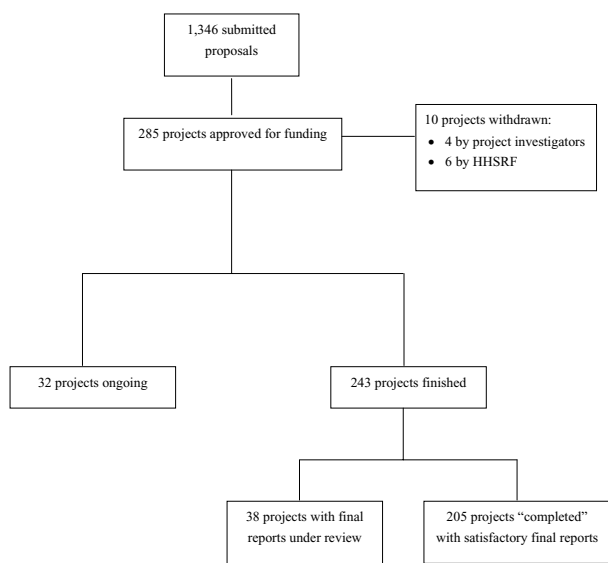 1,346 submitted
proposals
285 projects approved for funding
10 projects withdrawn:
• 4 by project investigators
• 6 by HHSRF
32 projects ongoing
243 projects finished
38 projects with final
reports under review
205 projects “completed”
with satisfactory final reports